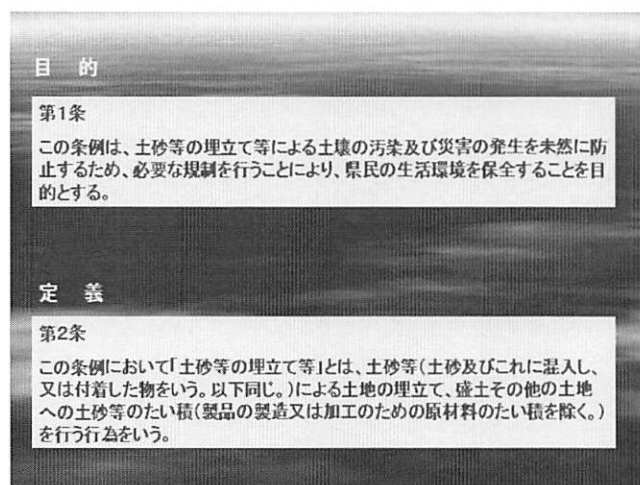 目 的
第1条
この条例は、土砂等の埋立て等による土壌の汚染及び災害の発生を未然に防
止するため、必要な規制を行うことにより、県民の生活環境を保全することを目
的とする。
定 義
第2条
この条例において「土砂等の埋立て等」とは、土砂等（土砂及びこれに混入し、
又は付着した物をいう。以下同じ。）による土地の埋立て、盛土その他の土地
への土砂等のたい積（製品の製造又は加工のための原材料のたい積を除く。）
を行う行為をいう。